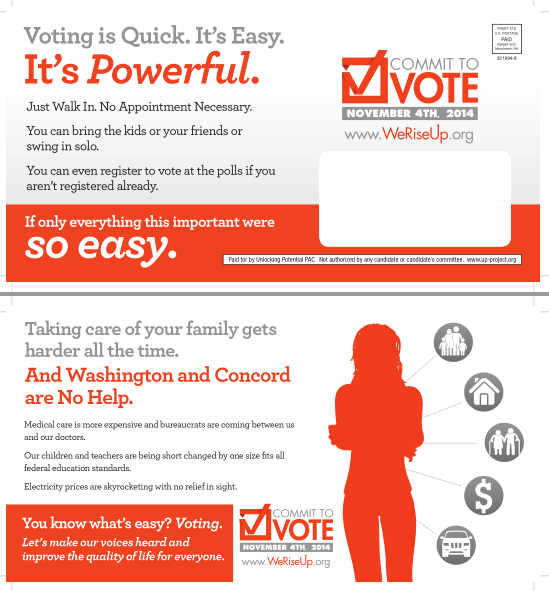 Voting is Quick. It's Easy.
It's Powerful.
Just Walk In. No Appointment Necessary.
You can bring the kids or your friends or
swing in solo.
You can even register to vote at the polls if you
aren't registered already.
If only everything this important were
so easy.
PRSRT STD
U.S. POSTAGE
PAID
321994-8
COMMIT TO
VOTE
NOVEMBER 4TH, 2014
www.WeRiseUp.org
Paid for by Unlocking Potential PAC. Not authorized by any candidate or candidate's committee. www.up-project.org
Taking care of your family gets
harder all the time.
And Washington and Concord
are No Help.
Medical care is more expensive and bureaucrats are coming between us
and our doctors.
Our children and teachers are being short changed by one size fits all
federal education standards.
Electricity prices are skyrocketing with no relief in sight.
You know what's easy? Voting.
Let's make our voices heard and
improve the quality of life for everyone.
COMMIT TO
VOTE
NOVEMBER 4TH, 2014
www.WeRiseUp.org
$